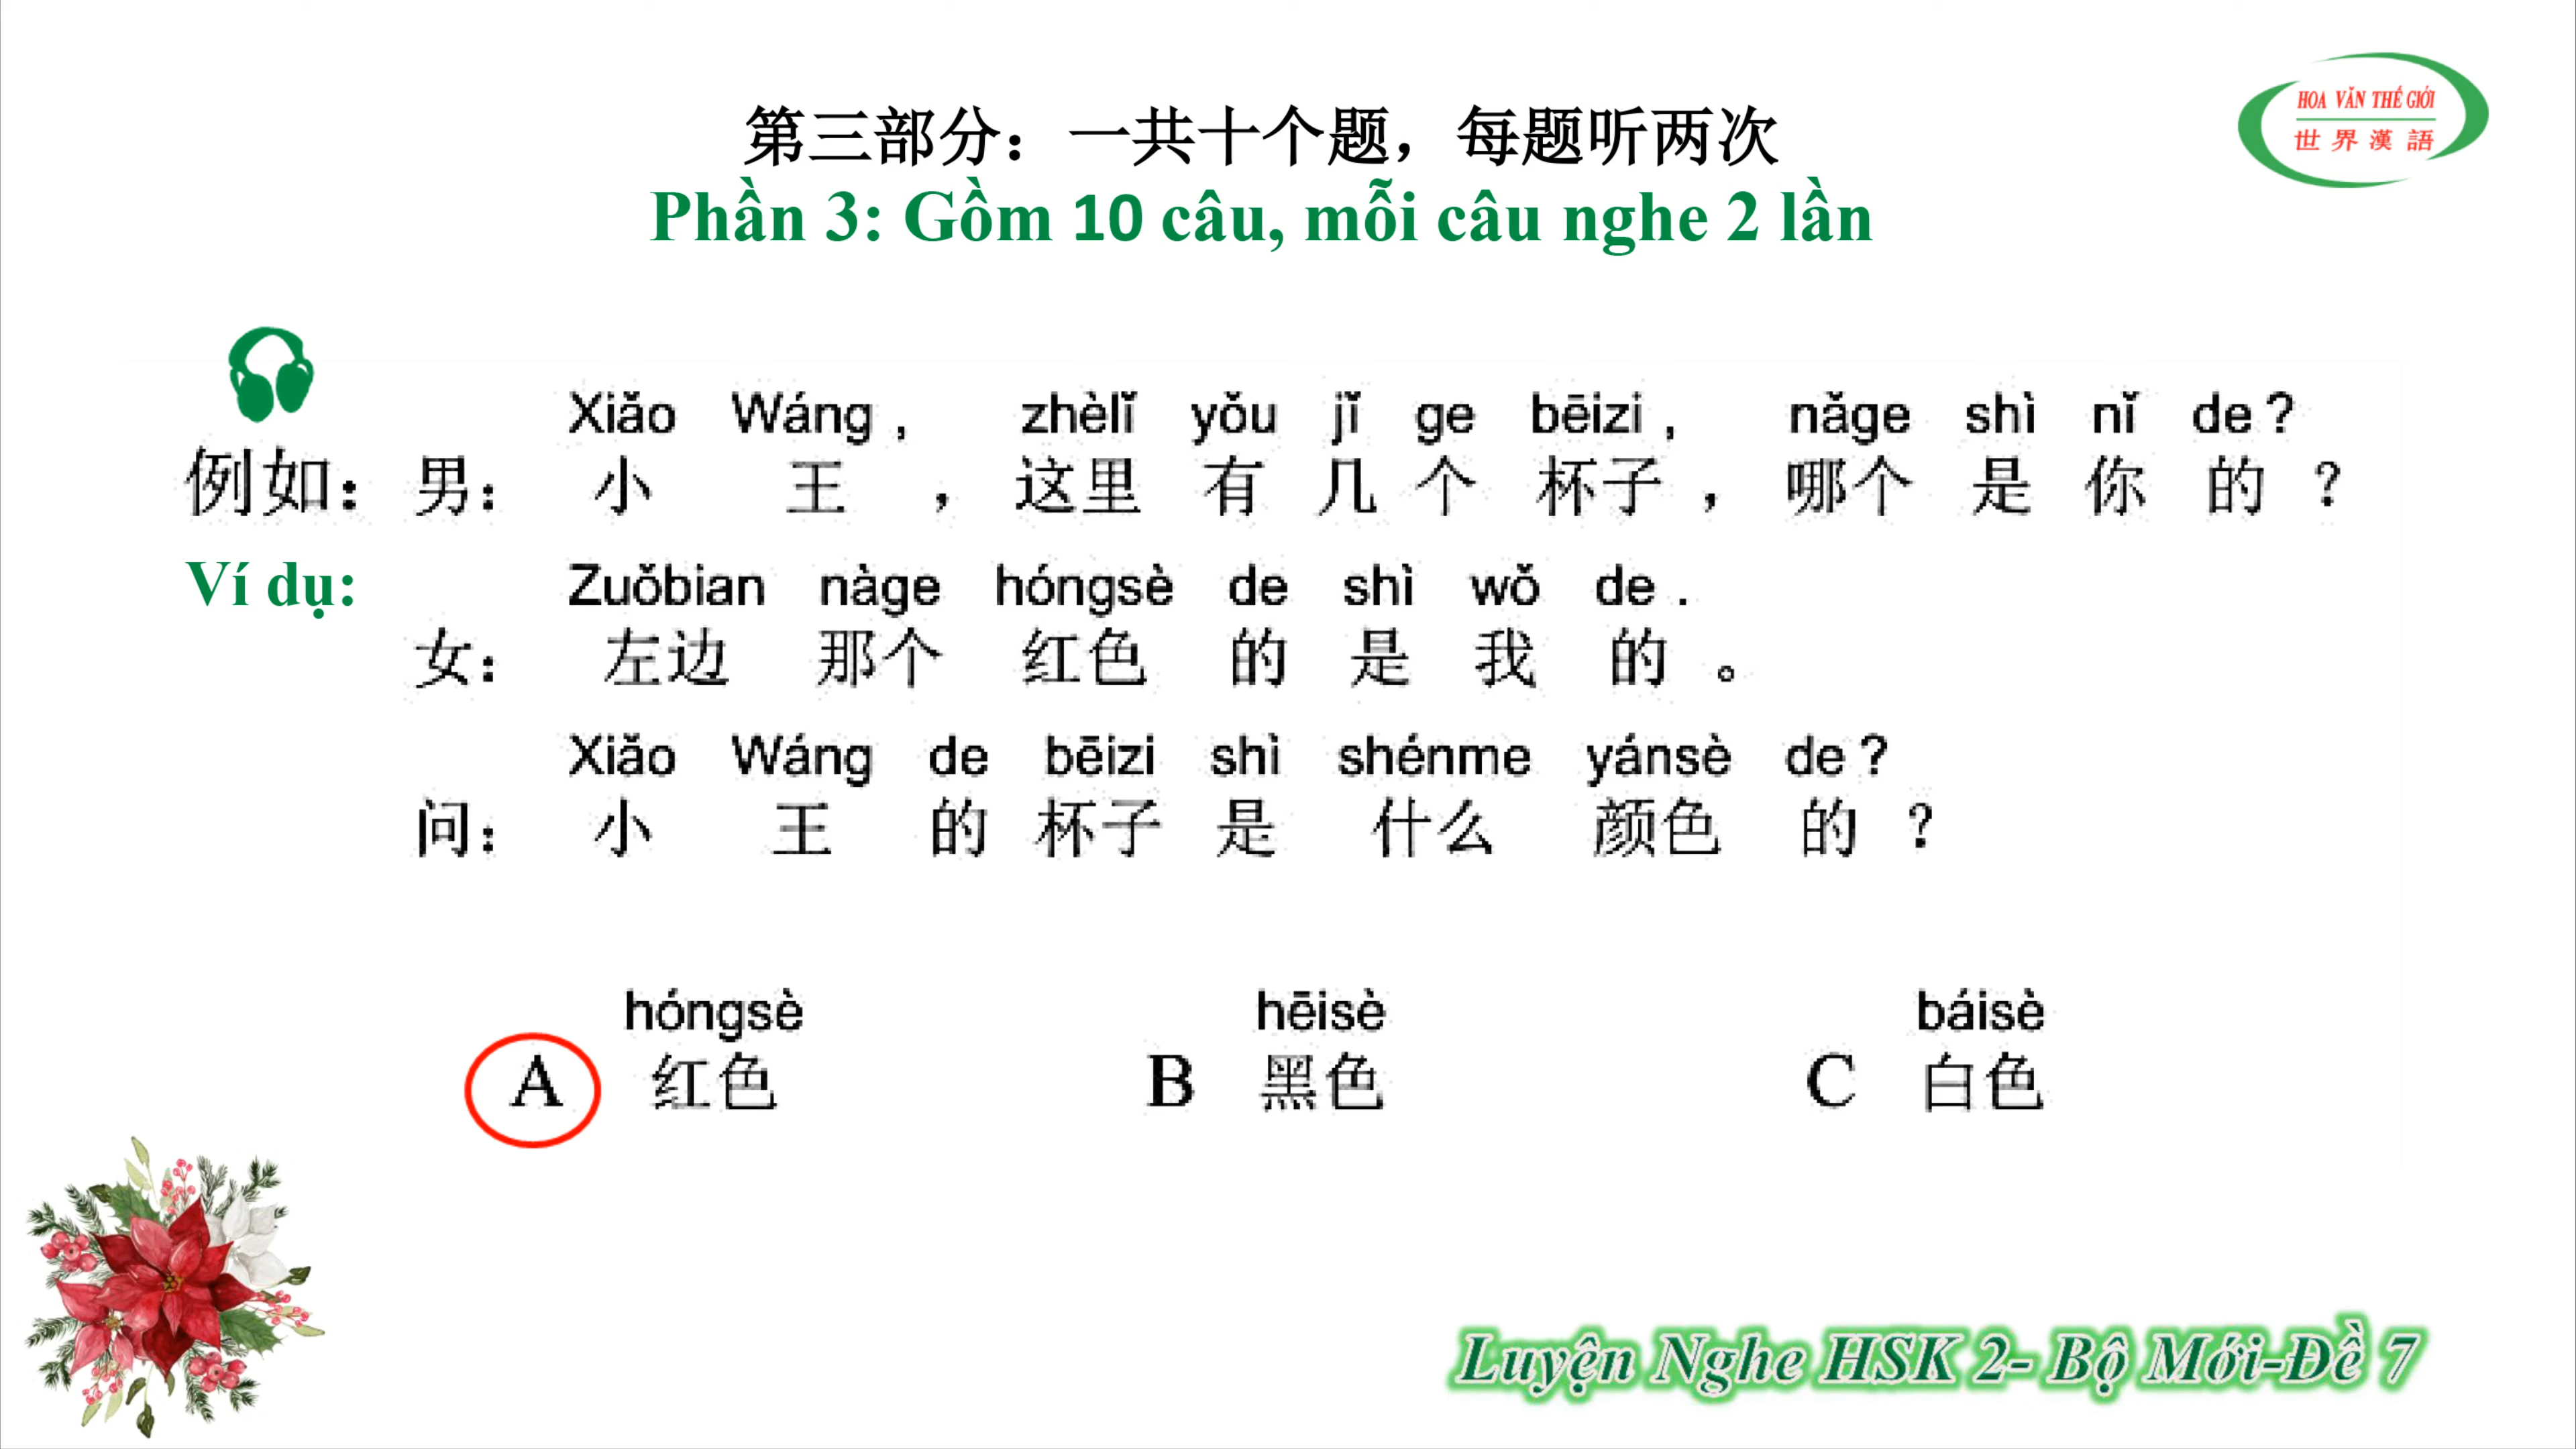 HOA VĂN THẾ GIỚI
世界漢語
第三部分：一共十个题，每题听两次
Phần 3: Gồm 10 câu, mỗi câu nghe 2 lần
Xiǎo Wáng , zhèlǐ yǒu jǐ ge bēizi , nǎge shì nǐ de ?
例如：男： 小 王 ， 这里 有 几 个 杯子 ， 哪个 是 你 的 ？
Ví dụ:
Zuǒbian nàge hóngsè de shì wǒ de .
女： 左边 那个 红色 的 是 我 的 。
Xiǎo Wáng de bēizi shì shénme yánsè de ?
问： 小 王 的 杯子 是 什么 颜色 的 ？
hóngsè hēisè báisè
A 红色 B 黑色 C 白色
Luyện Nghe HSK 2- Bộ Mới-Đề 7